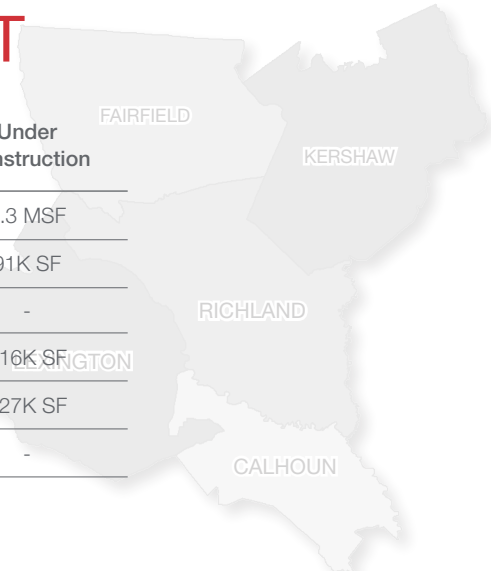 T
Under
nstruction
.3 MSF
91K SF
-
16K SF
27K SF
-
FAIRFIELD
KERSHAW
RICHLAND
LEXINGTON
CALHOUN